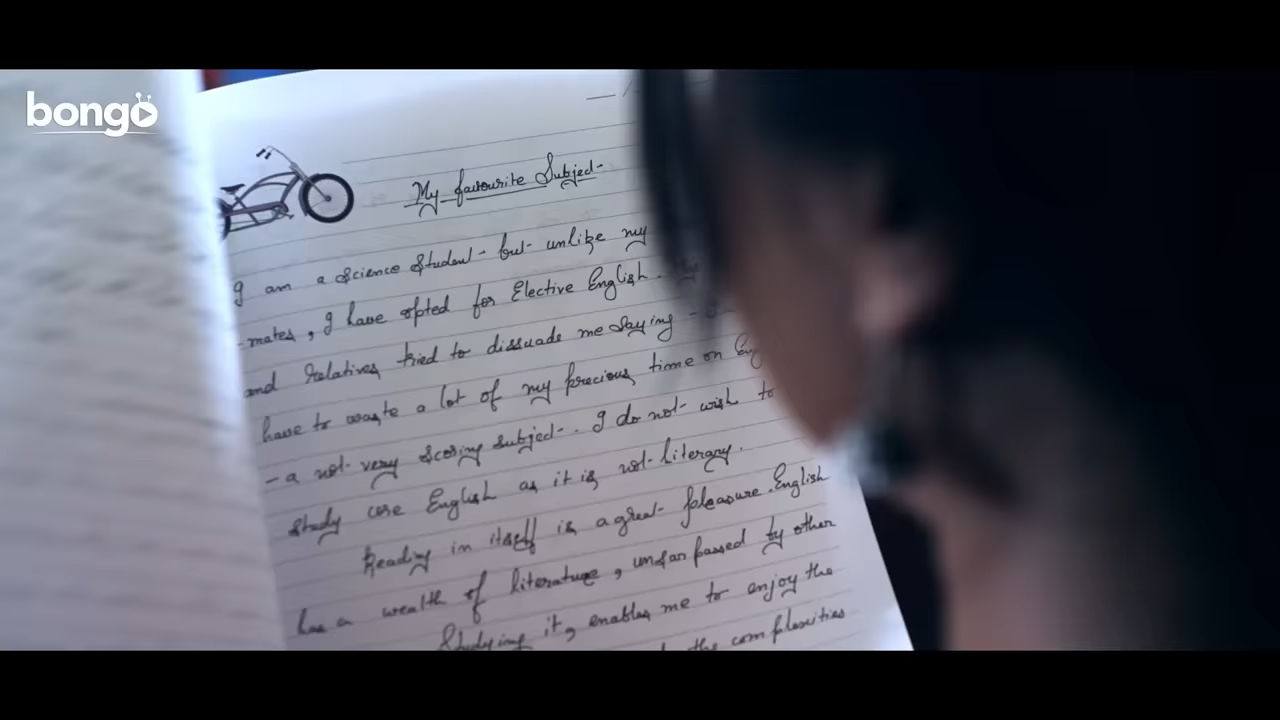 bongo
My favourite Subject
I am a Science Student but unlike my
-mates, I have opted for Elective English.
and Relatives tried to dissuade me saying -
have to waste a lot of my precious time on
- a not very scoring subject. I do not wish to
study core English as it is not literary.
Reading in itself is a great pleasure. English
has a wealth of literature, unsarpassed by other
Studying it, enables me to enjoy the
the complexities